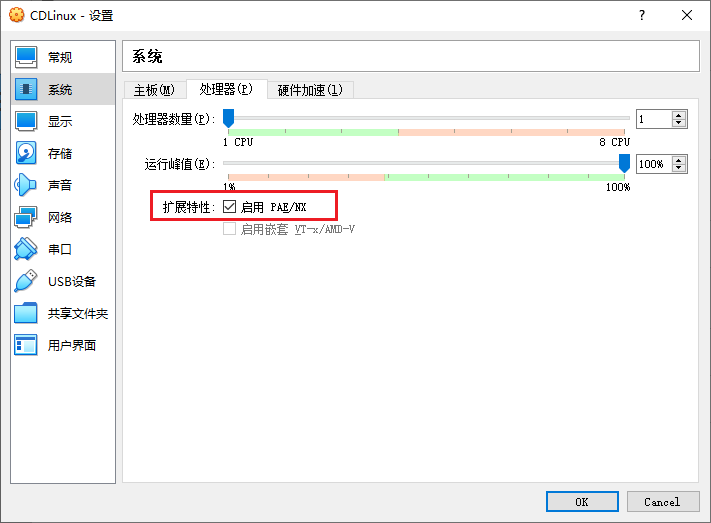 CDLinux - 设置
?
常规
系统
显示
存储
声音
网络
串口
USB设备
共享文件夹
用户界面
系统
主板(M) 处理器(P) 硬件加速(l)
处理器数量(P): 1
1 CPU 8 CPU
运行峰值(E): 100%
1% 100%
扩展特性: 启用 PAE/NX
启用嵌套 VT-x/AMD-V
OK Cancel